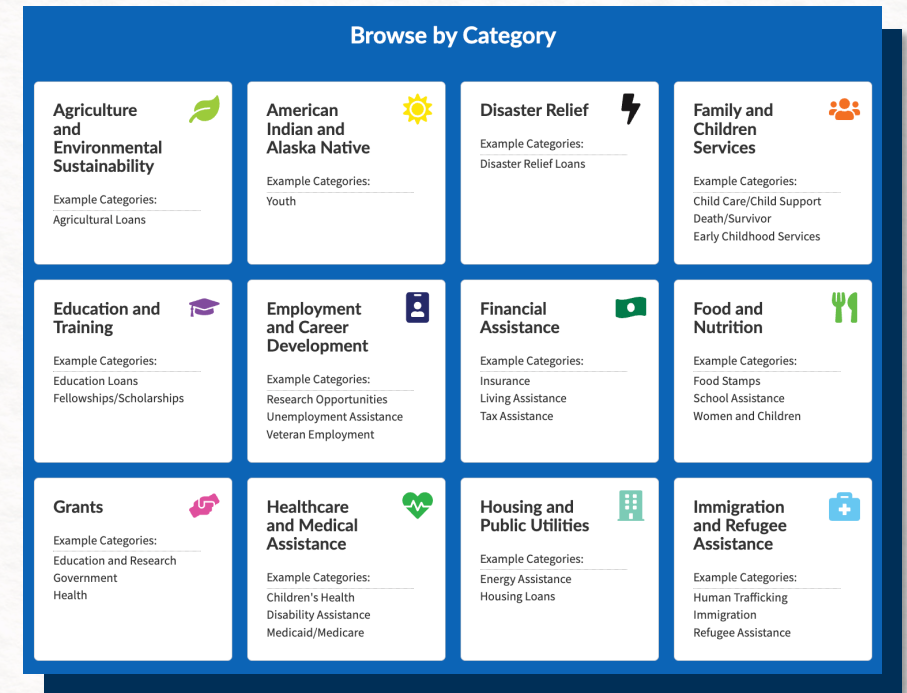 Browse by Category
Agriculture
and
Environmental
Sustainability
Example Categories:
Agricultural Loans
American
Indian and
Alaska Native
Example Categories:
Youth
Disaster Relief
Example Categories:
Disaster Relief Loans
Family and
Children
Services
Example Categories:
Child Care/Child Support
Death/Survivor
Early Childhood Services
Education and
Training
Example Categories:
Education Loans
Fellowships/Scholarships
Employment
and Career
Development
Example Categories:
Research Opportunities
Unemployment Assistance
Veteran Employment
Financial
Assistance
Example Categories:
Insurance
Living Assistance
Tax Assistance
Food and
Nutrition
Example Categories:
Food Stamps
School Assistance
Women and Children
Grants
Example Categories:
Education and Research
Government
Health
Healthcare
and Medical
Assistance
Example Categories:
Children's Health
Disability Assistance
Medicaid/Medicare
Housing and
Public Utilities
Example Categories:
Energy Assistance
Housing Loans
Immigration
and Refugee
Assistance
Example Categories:
Human Trafficking
Immigration
Refugee Assistance